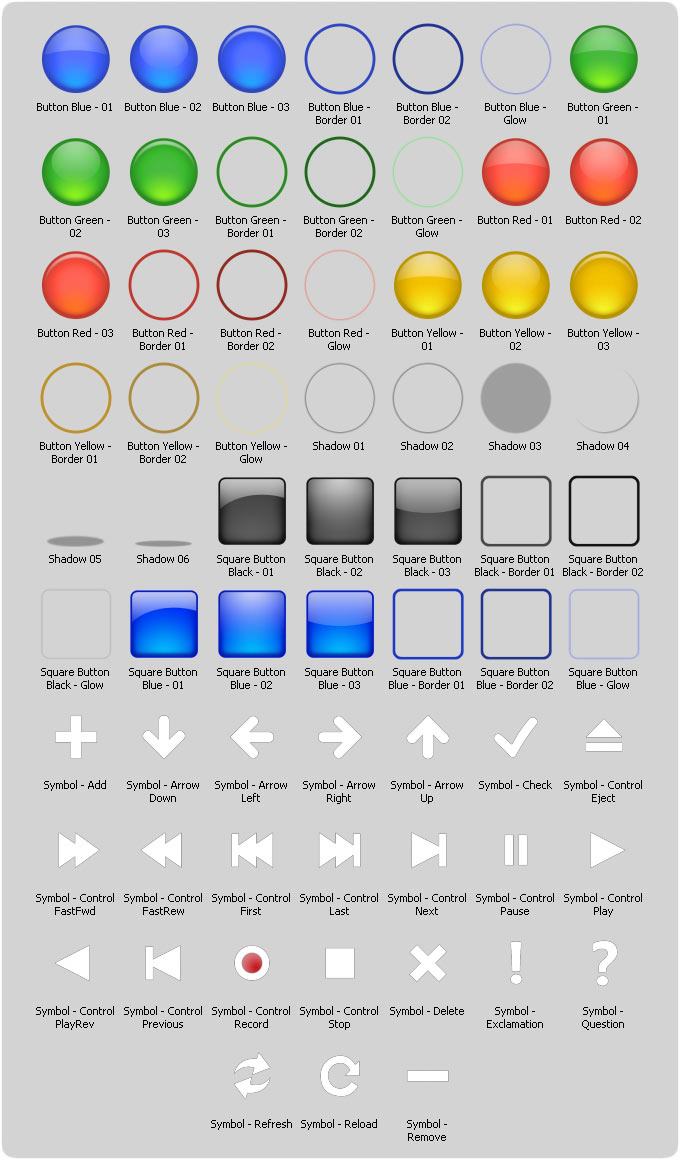 Button Blue - 01
Button Blue - 02
Button Blue - 03
Button Blue -
Border 01
Button Blue -
Border 02
Button Blue -
Glow
Button Green -
01
Button Green -
02
Button Green -
03
Button Green -
Border 01
Button Green -
Border 02
Button Green -
Glow
Button Red - 01
Button Red - 02
Button Red - 03
Button Red -
Border 01
Button Red -
Border 02
Button Red -
Glow
Button Yellow -
01
Button Yellow -
02
Button Yellow -
03
Button Yellow -
Border 01
Button Yellow -
Border 02
Button Yellow -
Glow
Shadow 01
Shadow 02
Shadow 03
Shadow 04
Shadow 05
Shadow 06
Square Button
Black - 01
Square Button
Black - 02
Square Button
Black - 03
Square Button
Black - Border 01
Square Button
Black - Border 02
Square Button
Black - Glow
Square Button
Blue - 01
Square Button
Blue - 02
Square Button
Blue - 03
Square Button
Blue - Border 01
Square Button
Blue - Border 02
Square Button
Blue - Glow
Symbol - Add
Symbol - Arrow
Down
Symbol - Arrow
Left
Symbol - Arrow
Right
Symbol - Arrow
Up
Symbol - Check
Symbol - Control
Eject
Symbol - Control
FastFwd
Symbol - Control
FastRew
Symbol - Control
First
Symbol - Control
Last
Symbol - Control
Next
Symbol - Control
Pause
Symbol - Control
Play
Symbol - Control
PlayRev
Symbol - Control
Previous
Symbol - Control
Record
Symbol - Control
Stop
Symbol - Delete
Symbol -
Exclamation
Symbol -
Question
Symbol - Refresh
Symbol - Reload
Symbol -
Remove